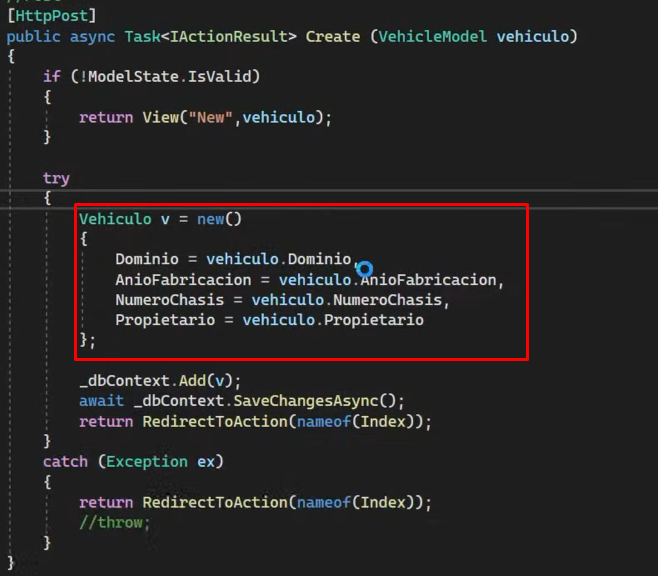 [HttpPost]
public async Task<IActionResult> Create (VehicleModel vehiculo)
{
if (!ModelState.IsValid)
{
return View("New",vehiculo);
}
try
{
Vehiculo v = new()
{
Dominio = vehiculo.Dominio,
AnioFabricacion = vehiculo.AnioFabricacion,
NumeroChasis = vehiculo.NumeroChasis,
Propietario = vehiculo.Propietario
};
_dbContext.Add(v);
await _dbContext.SaveChangesAsync();
return RedirectToAction(nameof(Index));
}
catch (Exception ex)
{
return RedirectToAction(nameof(Index));
//throw;
}
}